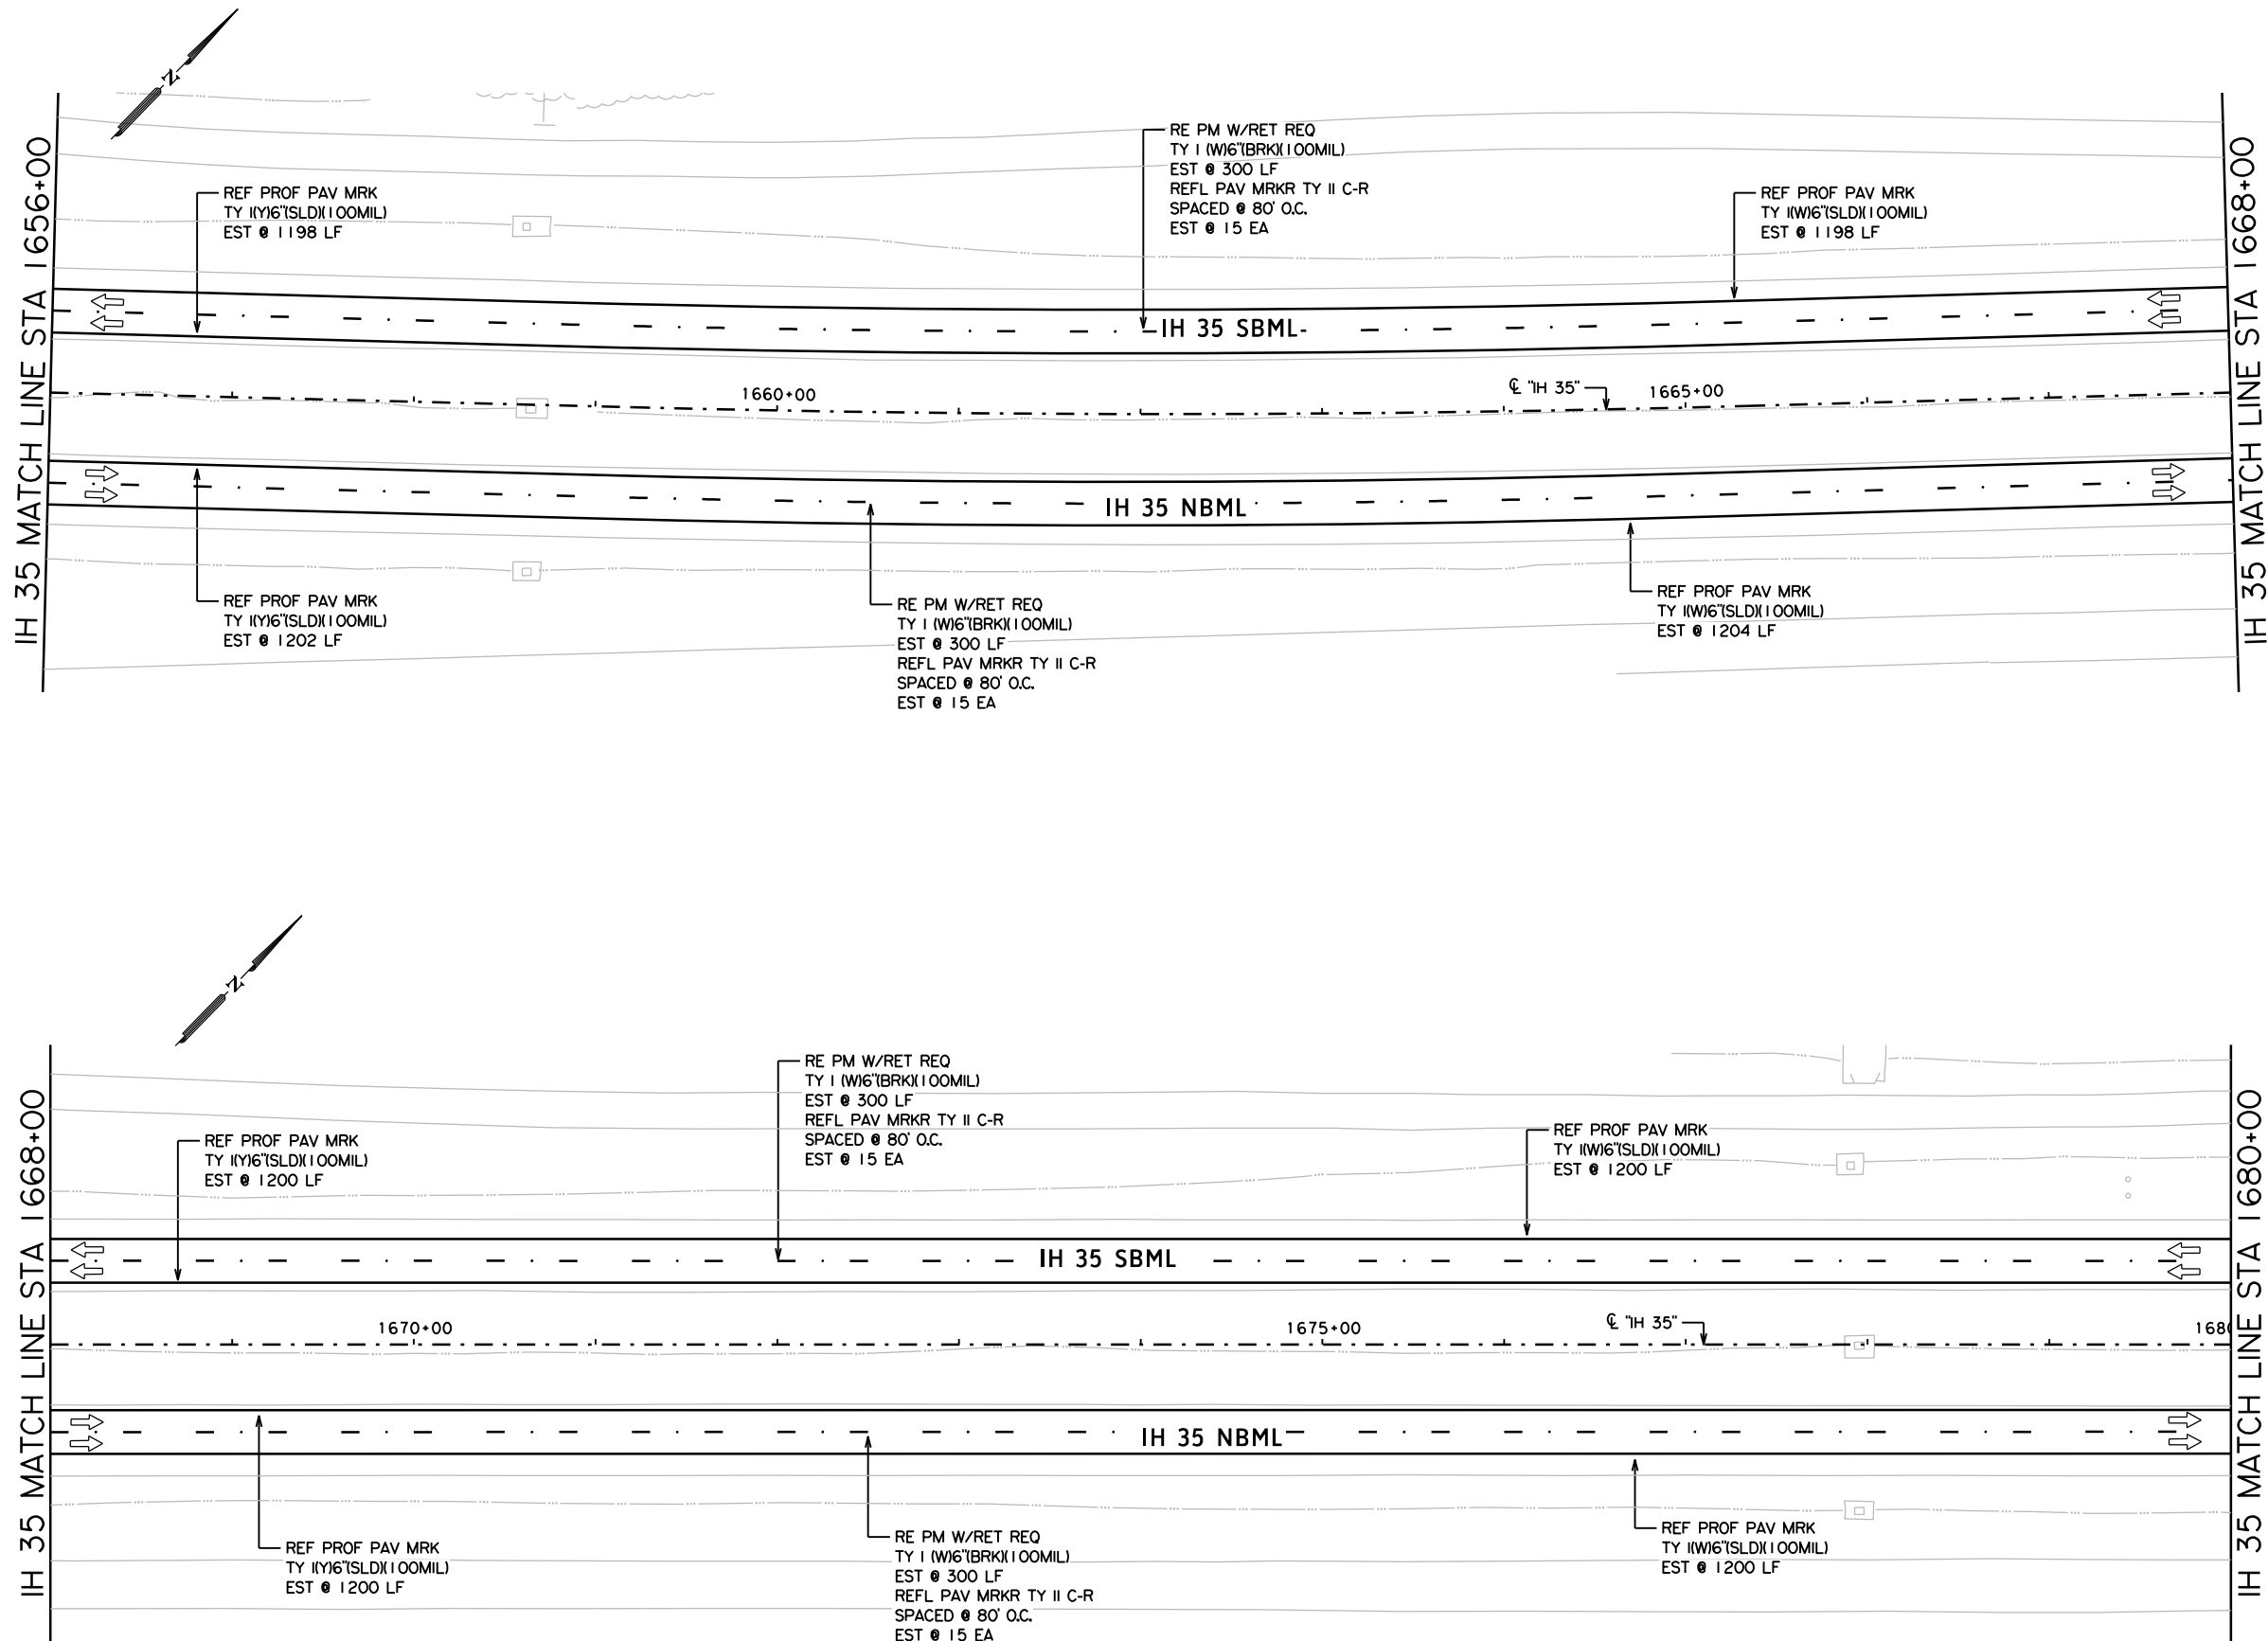 N
IH 35 MATCH LINE STA 1656+00
REF PROF PAV MRK
TY I(Y)6"(SLD)(100MIL)
EST @ 1198 LF
RE PM W/RET REQ
TY I (W)6"(BRK)(100MIL)
EST @ 300 LF
REFL PAV MRKR TY II C-R
SPACED @ 80' O.C.
EST @ 15 EA
REF PROF PAV MRK
TY I(W)6"(SLD)(100MIL)
EST @ 1198 LF
IH 35 MATCH LINE STA 1668+00
IH 35 SBML
1660+00
℄ "IH 35"
1665+00
IH 35 NBML
REF PROF PAV MRK
TY I(Y)6"(SLD)(100MIL)
EST @ 1202 LF
RE PM W/RET REQ
TY I (W)6"(BRK)(100MIL)
EST @ 300 LF
REFL PAV MRKR TY II C-R
SPACED @ 80' O.C.
EST @ 15 EA
REF PROF PAV MRK
TY I(W)6"(SLD)(100MIL)
EST @ 1204 LF
N
IH 35 MATCH LINE STA 1668+00
REF PROF PAV MRK
TY I(Y)6"(SLD)(100MIL)
EST @ 1200 LF
RE PM W/RET REQ
TY I (W)6"(BRK)(100MIL)
EST @ 300 LF
REFL PAV MRKR TY II C-R
SPACED @ 80' O.C.
EST @ 15 EA
REF PROF PAV MRK
TY I(W)6"(SLD)(100MIL)
EST @ 1200 LF
IH 35 MATCH LINE STA 1680+00
IH 35 SBML
1670+00
1675+00
℄ "IH 35"
168
IH 35 NBML
REF PROF PAV MRK
TY I(Y)6"(SLD)(100MIL)
EST @ 1200 LF
RE PM W/RET REQ
TY I (W)6"(BRK)(100MIL)
EST @ 300 LF
REFL PAV MRKR TY II C-R
SPACED @ 80' O.C.
EST @ 15 EA
REF PROF PAV MRK
TY I(W)6"(SLD)(100MIL)
EST @ 1200 LF